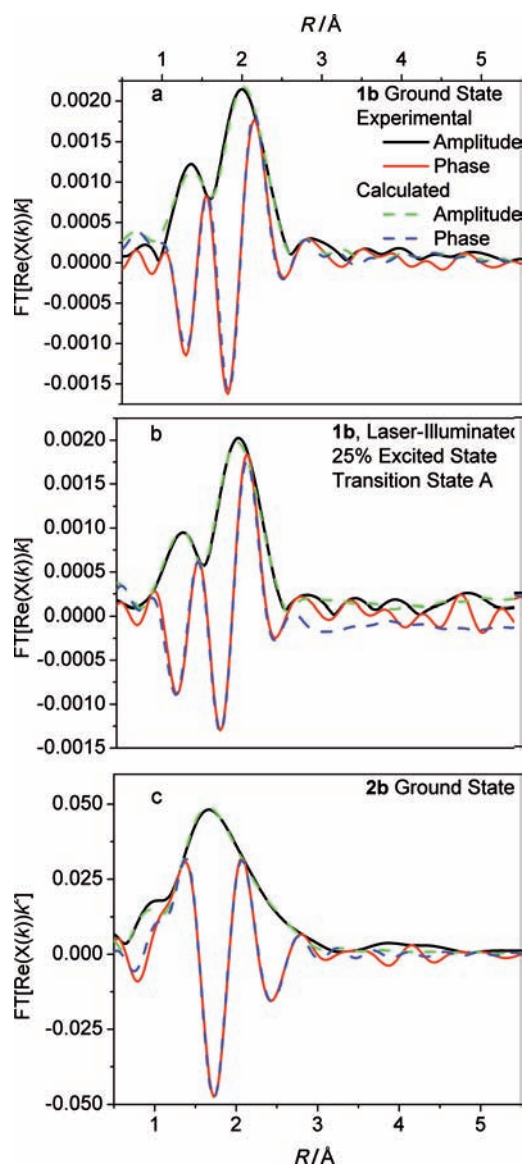 R/Å
1 2 3 4 5
a
1b Ground State
Experimental
Amplitude
Phase
Calculated
Amplitude
Phase
0.0020
0.0015
0.0010
0.0005
0.0000
-0.0005
-0.0010
-0.0015
FT[Re(X(k))k]
b
1b, Laser-Illuminated
25% Excited State
Transition State A
0.0020
0.0015
0.0010
0.0005
0.0000
-0.0005
-0.0010
-0.0015
FT[Re(X(k))k]
c
2b Ground State
0.050
0.025
0.000
-0.025
-0.050
1 2 3 4 5
R/Å